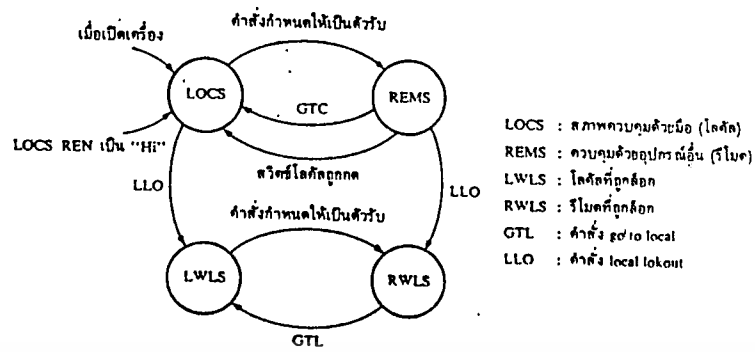 คำสั่งกำหนดให้เป็นตัวรับ
เมื่อเปิดเครื่อง
LOCS
REMS
GTC
LOCS REN เป็น "Hi"
สวิตช์โลคัลถูกกด
LLO
LLO
คำสั่งกำหนดให้เป็นตัวรับ
LWLS
RWLS
GTL
LOCS : สภาพควบคุมด้วยมือ (โลคัล)
REMS : ควบคุมด้วยอุปกรณ์อื่น (รีโมต)
LWLS : โลคัลที่ถูกล็อก
RWLS : รีโมตที่ถูกล็อก
GTL : คำสั่ง go to local
LLO : คำสั่ง local lokout